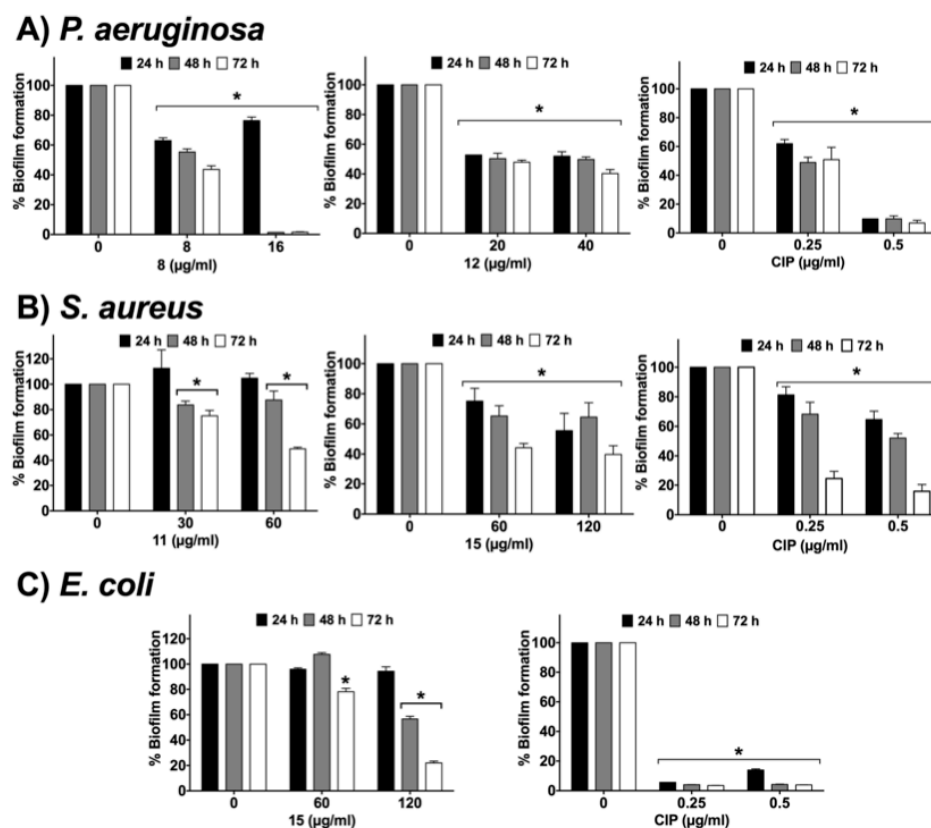 A) P. aeruginosa
24 h 48 h 72 h
% Biofilm formation
100
80
60
40
20
0
*
0 8 16
8 (µg/ml)
24 h 48 h 72 h
% Biofilm formation
100
80
60
40
20
0
*
0 20 40
12 (µg/ml)
24 h 48 h 72 h
% Biofilm formation
100
80
60
40
20
0
*
0 0.25 0.5
CIP (µg/ml)
B) S. aureus
24 h 48 h 72 h
% Biofilm formation
120
100
80
60
40
20
0
* *
0 30 60
11 (µg/ml)
24 h 48 h 72 h
% Biofilm formation
100
80
60
40
20
0
*
0 60 120
15 (µg/ml)
24 h 48 h 72 h
% Biofilm formation
100
80
60
40
20
0
*
0 0.25 0.5
CIP (µg/ml)
C) E. coli
24 h 48 h 72 h
% Biofilm formation
120
100
80
60
40
20
0
* *
0 60 120
15 (µg/ml)
24 h 48 h 72 h
% Biofilm formation
100
80
60
40
20
0
*
0 0.25 0.5
CIP (µg/ml)